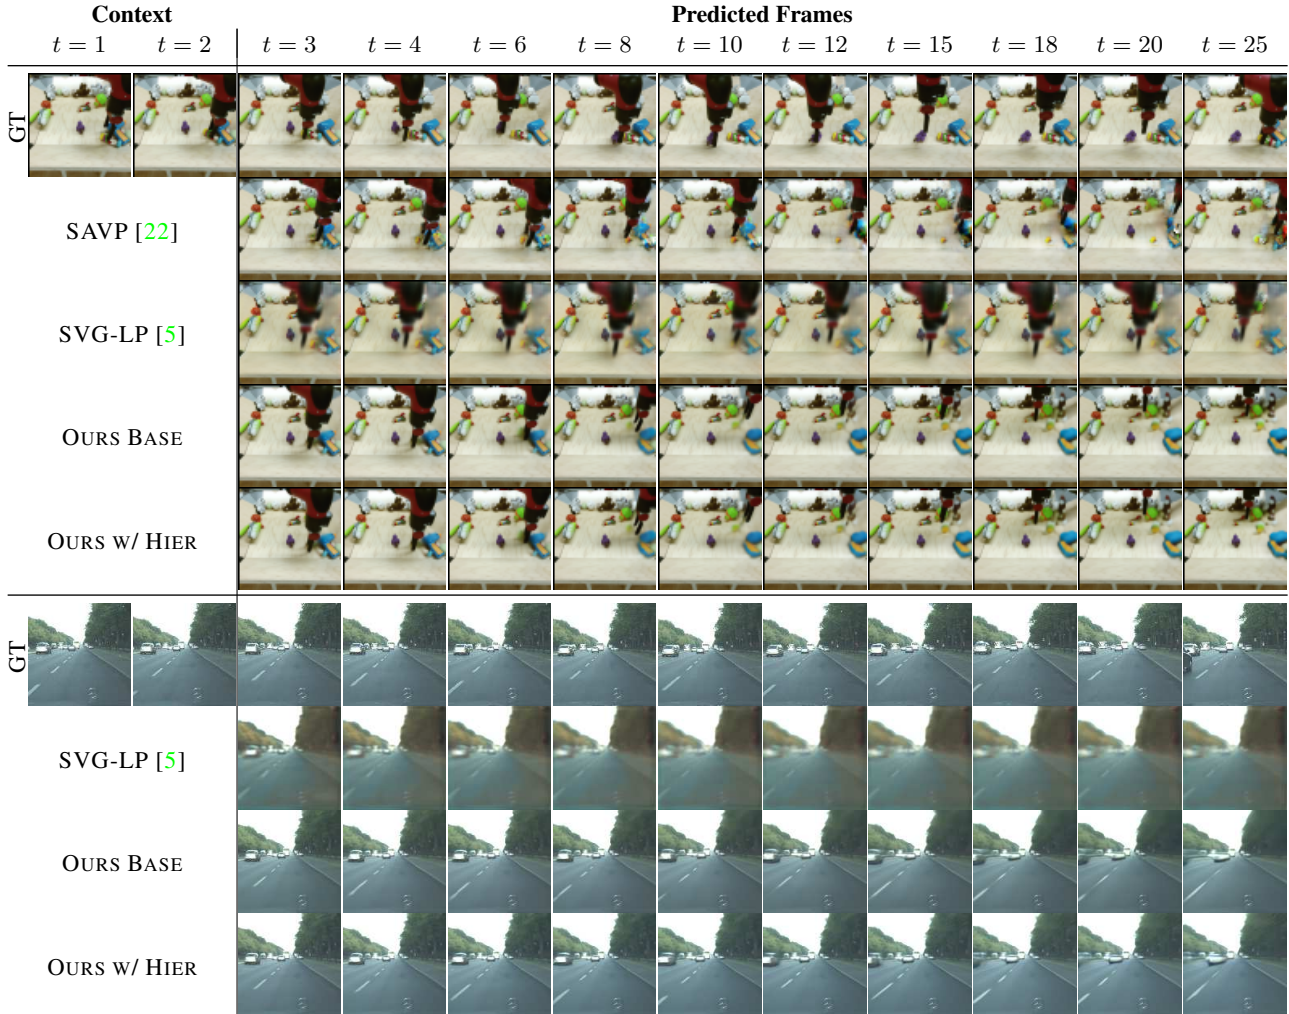 Context Predicted Frames
t = 1 t = 2 t = 3 t = 4 t = 6 t = 8 t = 10 t = 12 t = 15 t = 18 t = 20 t = 25
GT
SAVP [22]
SVG-LP [5]
OURS BASE
OURS W/ HIER
GT
SVG-LP [5]
OURS BASE
OURS W/ HIER